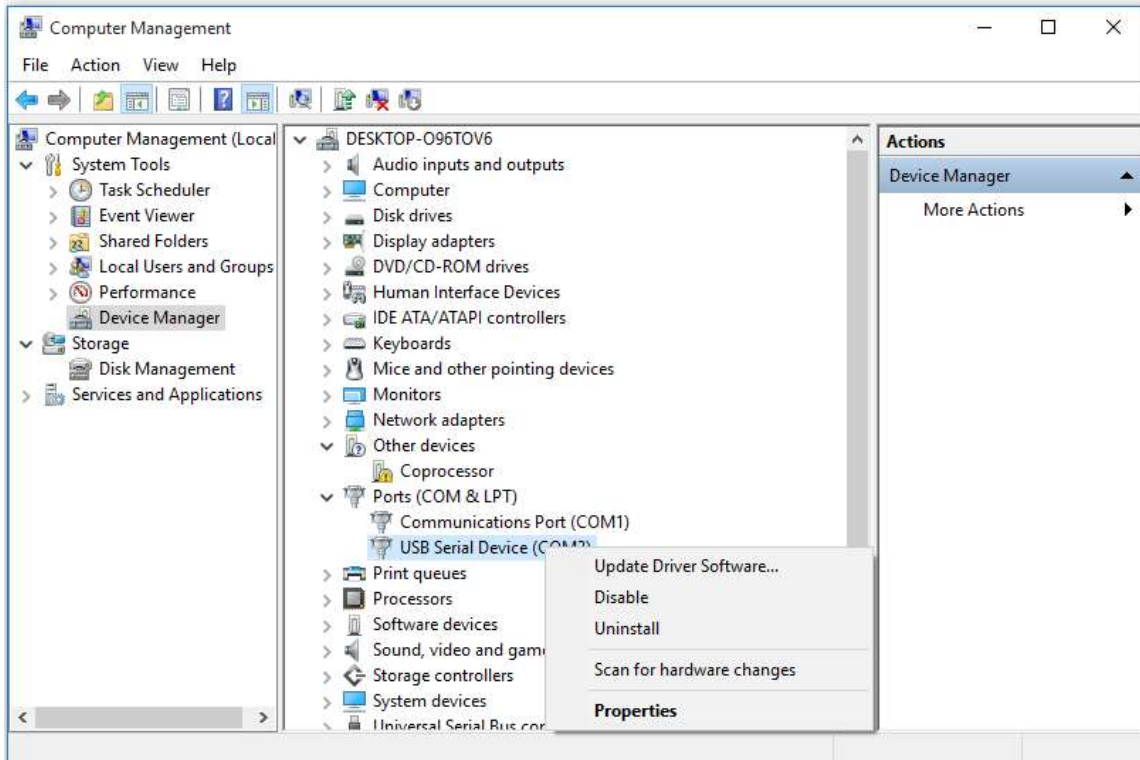 Computer Management
File Action View Help
Computer Management (Local
System Tools
Task Scheduler
Event Viewer
Shared Folders
Local Users and Groups
Performance
Device Manager
Storage
Disk Management
Services and Applications
DESKTOP-O96TOV6
Audio inputs and outputs
Computer
Disk drives
Display adapters
DVD/CD-ROM drives
Human Interface Devices
IDE ATA/ATAPI controllers
Keyboards
Mice and other pointing devices
Monitors
Network adapters
Other devices
Coprocessor
Ports (COM & LPT)
Communications Port (COM1)
USB Serial Device
Print queues
Processors
Software devices
Sound, video and
Storage controllers
System devices
Universal Serial Bus
Update Driver Software...
Disable
Uninstall
Scan for hardware changes
Properties
Actions
Device Manager
More Actions